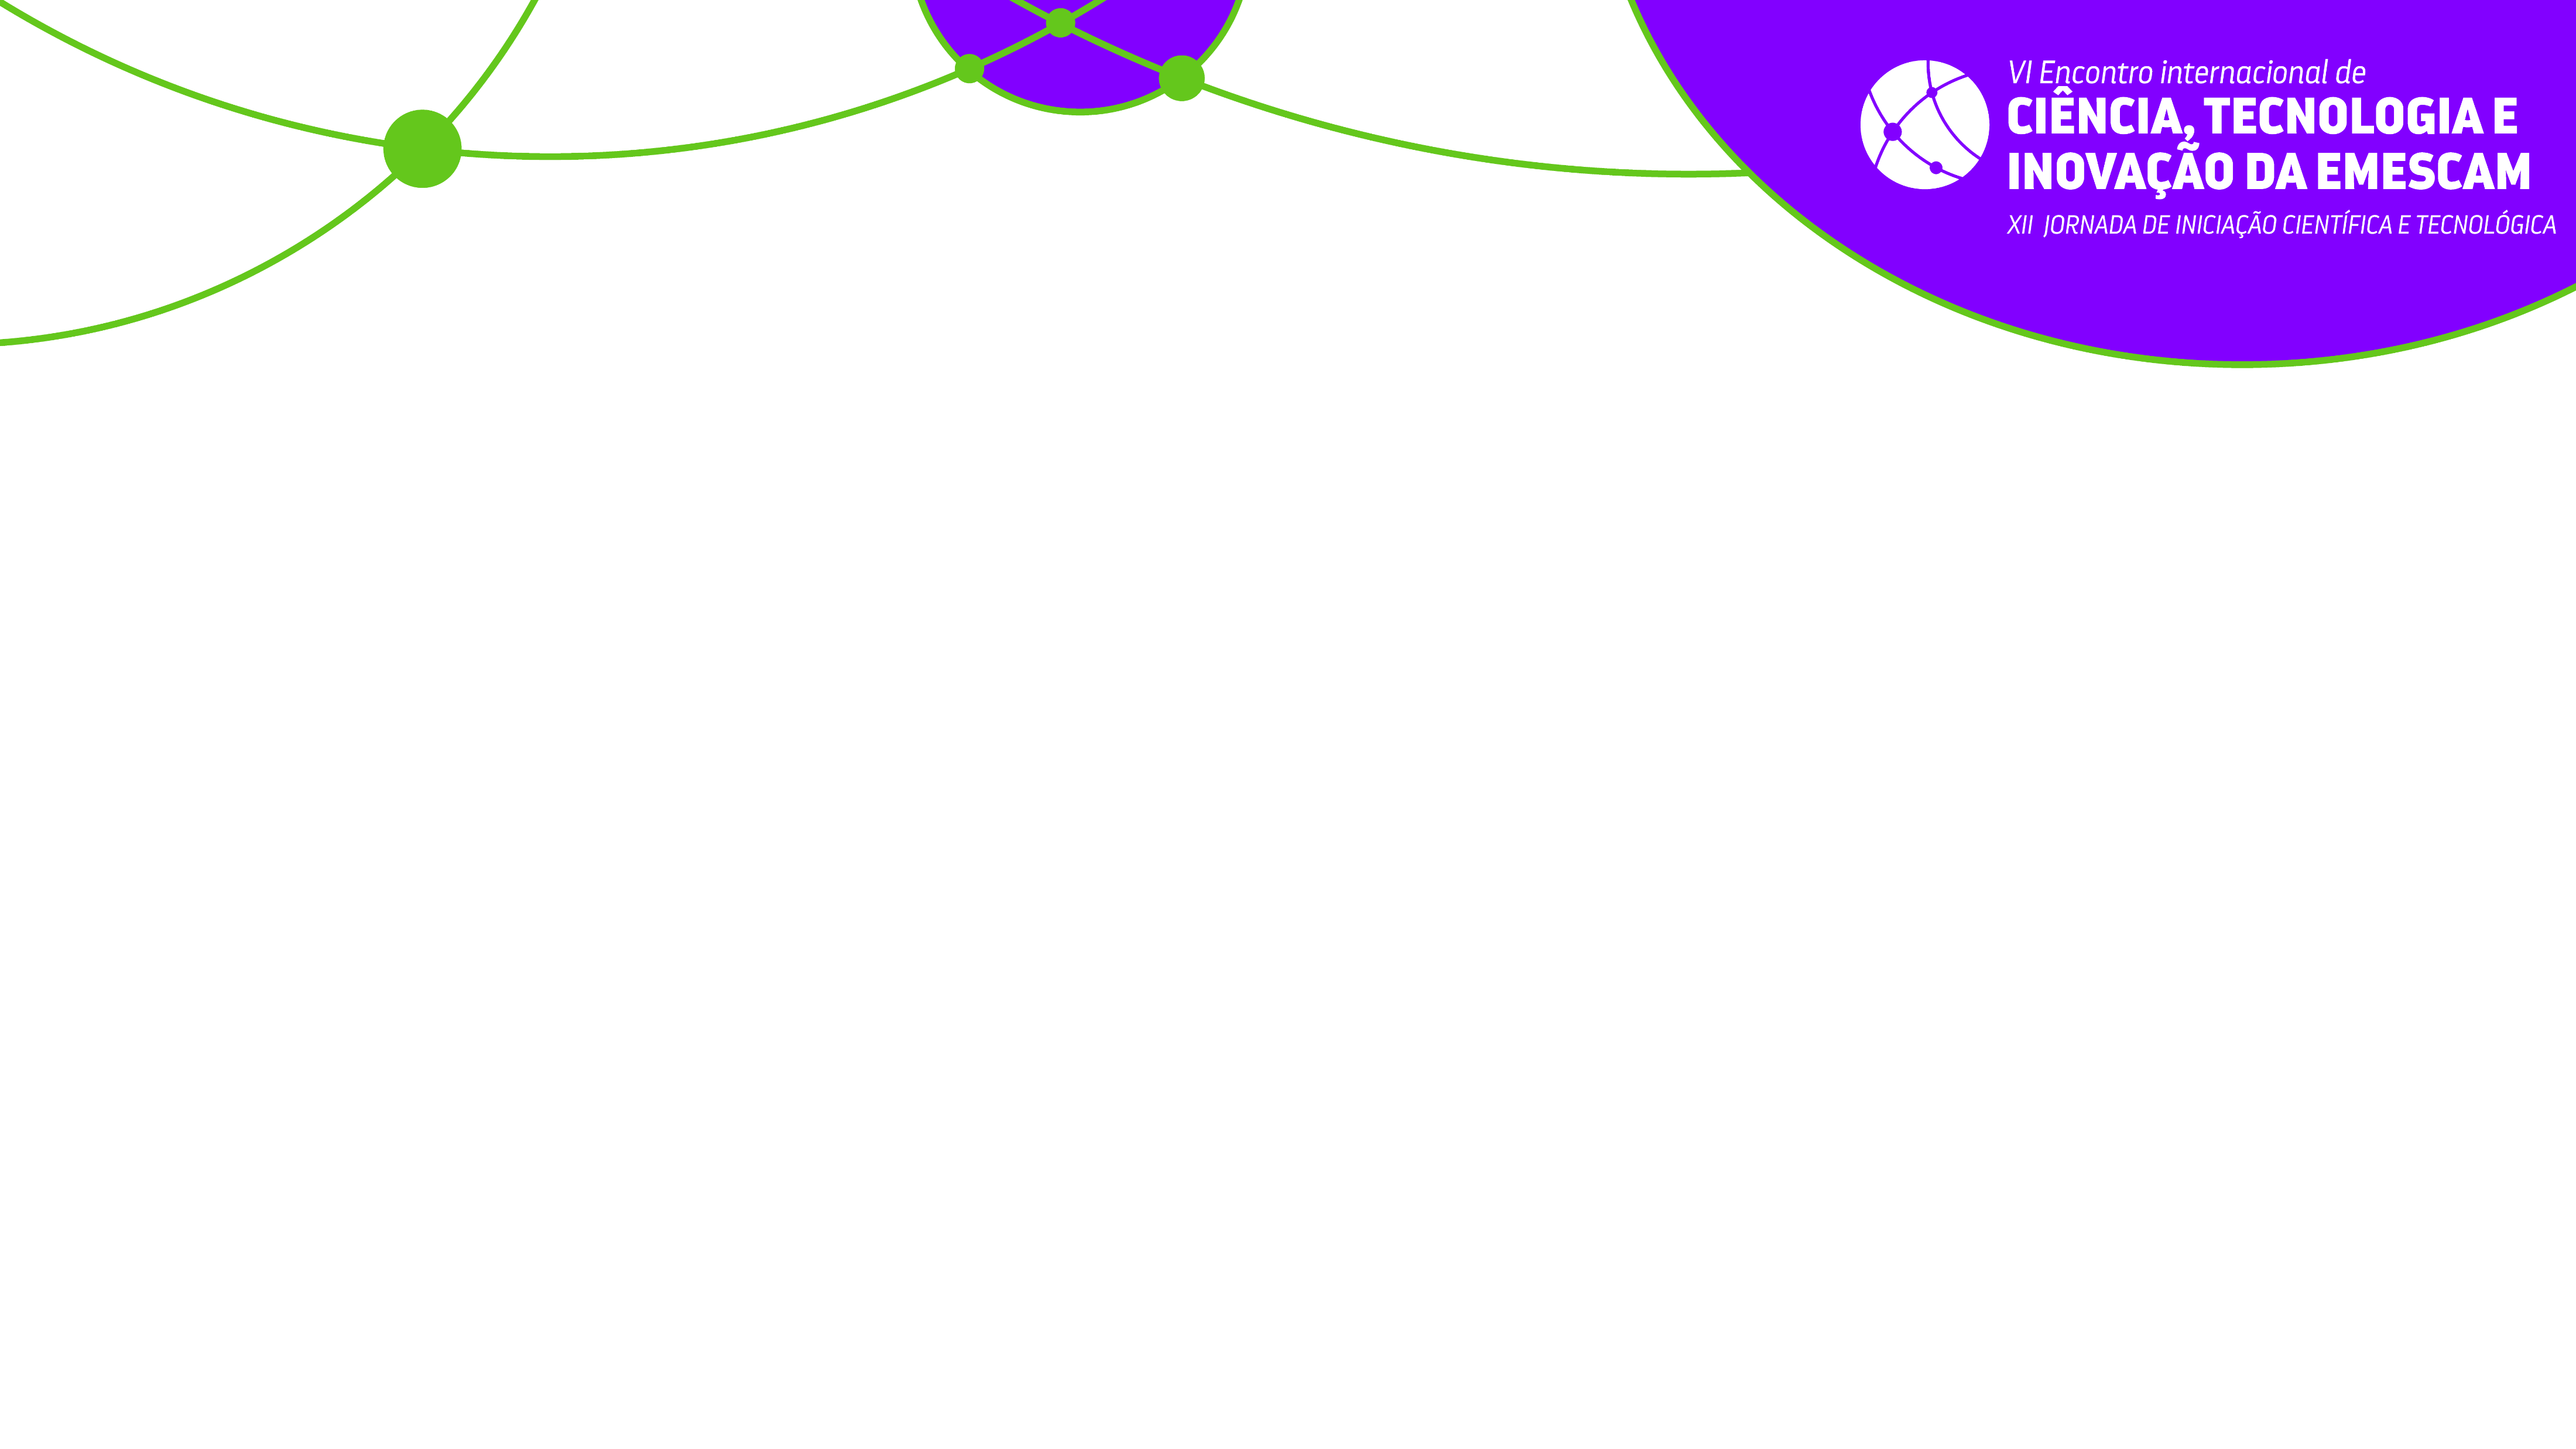 VI Encontro internacional de
CIÊNCIA, TECNOLOGIA E
INOVAÇÃO DA EMESCAM
XII JORNADA DE INICIAÇÃO CIENTÍFICA E TECNOLÓGICA